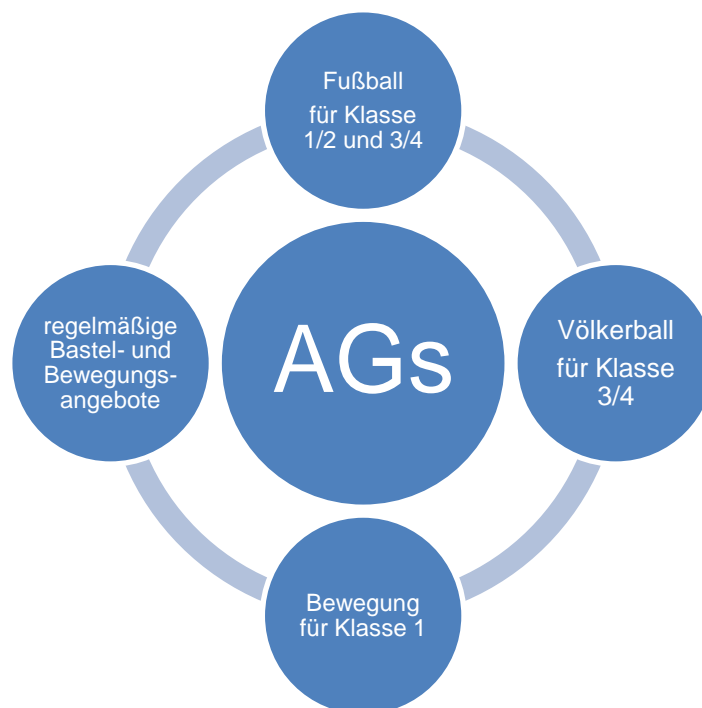 Fußball
für Klasse
1/2 und 3/4
regelmäßige
Bastel- und
Bewegungs-
angebote
AGs
Völkerball
für Klasse
3/4
Bewegung
für Klasse 1